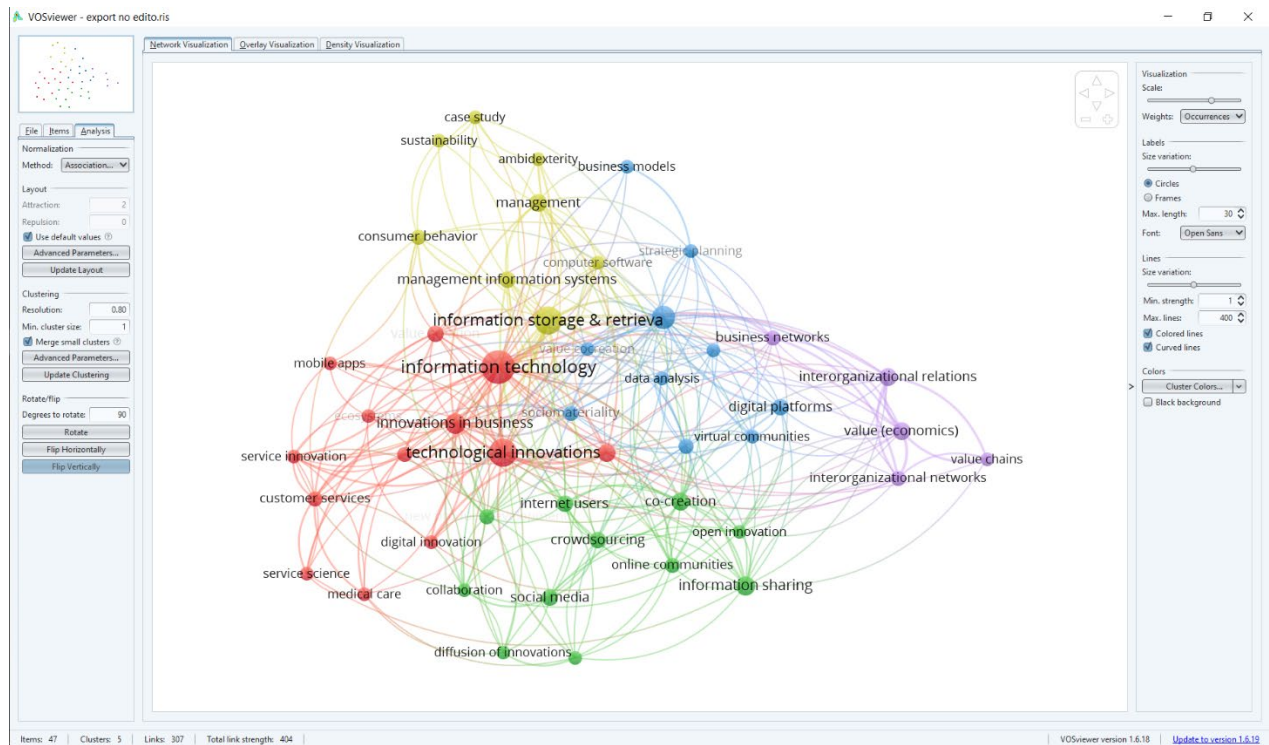 VOSviewer - export no edito.ris
Network Visualization Overlay Visualization Density Visualization
File Items Analysis
Normalization
Method: Association...
Layout
Attraction: 2
Repulsion: 0
Use default values
Advanced Parameters...
Update Layout
Clustering
Resolution: 0.80
Min. cluster size: 1
Merge small clusters
Advanced Parameters...
Update Clustering
Rotate/flip
Degrees to rotate: 90
Rotate
Flip Horizontally
Flip Vertically
case study
sustainability
ambidexterity
business models
management
consumer behavior
strategic planning
computer software
management information systems
information storage & retrieva
business networks
value cocreation
mobile apps
information technology
data analysis
interorganizational relations
ecosystems
sociomateriality
digital platforms
innovations in business
value (economics)
virtual communities
service innovation
technological innovations
value chains
interorganizational networks
customer services
internet users
co-creation
open innovation
digital innovation
crowdsourcing
online communities
service science
information sharing
medical care
collaboration
social media
diffusion of innovations
Visualization
Scale:
Weights: Occurrences
Labels
Size variation:
Circles
Frames
Max. length: 30
Font: Open Sans
Lines
Size variation:
Min. strength: 1
Max. lines: 400
Colored lines
Curved lines
Colors
Cluster Colors...
Black background
Items: 47 | Clusters: 5 | Links: 307 | Total link strength: 404 |
VOSviewer version 1.6.18 | Update to version 1.6.19